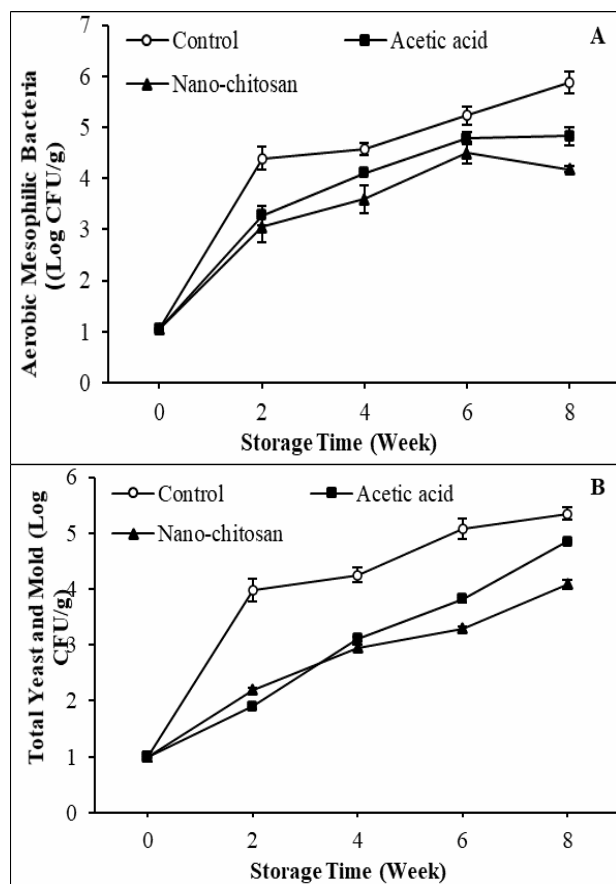 A
Control
Acetic acid
Nano-chitosan
Aerobic Mesophilic Bacteria
((Log CFU/g)
7
6
5
4
3
2
1
0
0 2 4 6 8
Storage Time (Week)
B
Control
Acetic acid
Nano-chitosan
Total Yeast and Mold (Log
CFU/g)
6
5
4
3
2
1
0
0 2 4 6 8
Storage Time (Week)